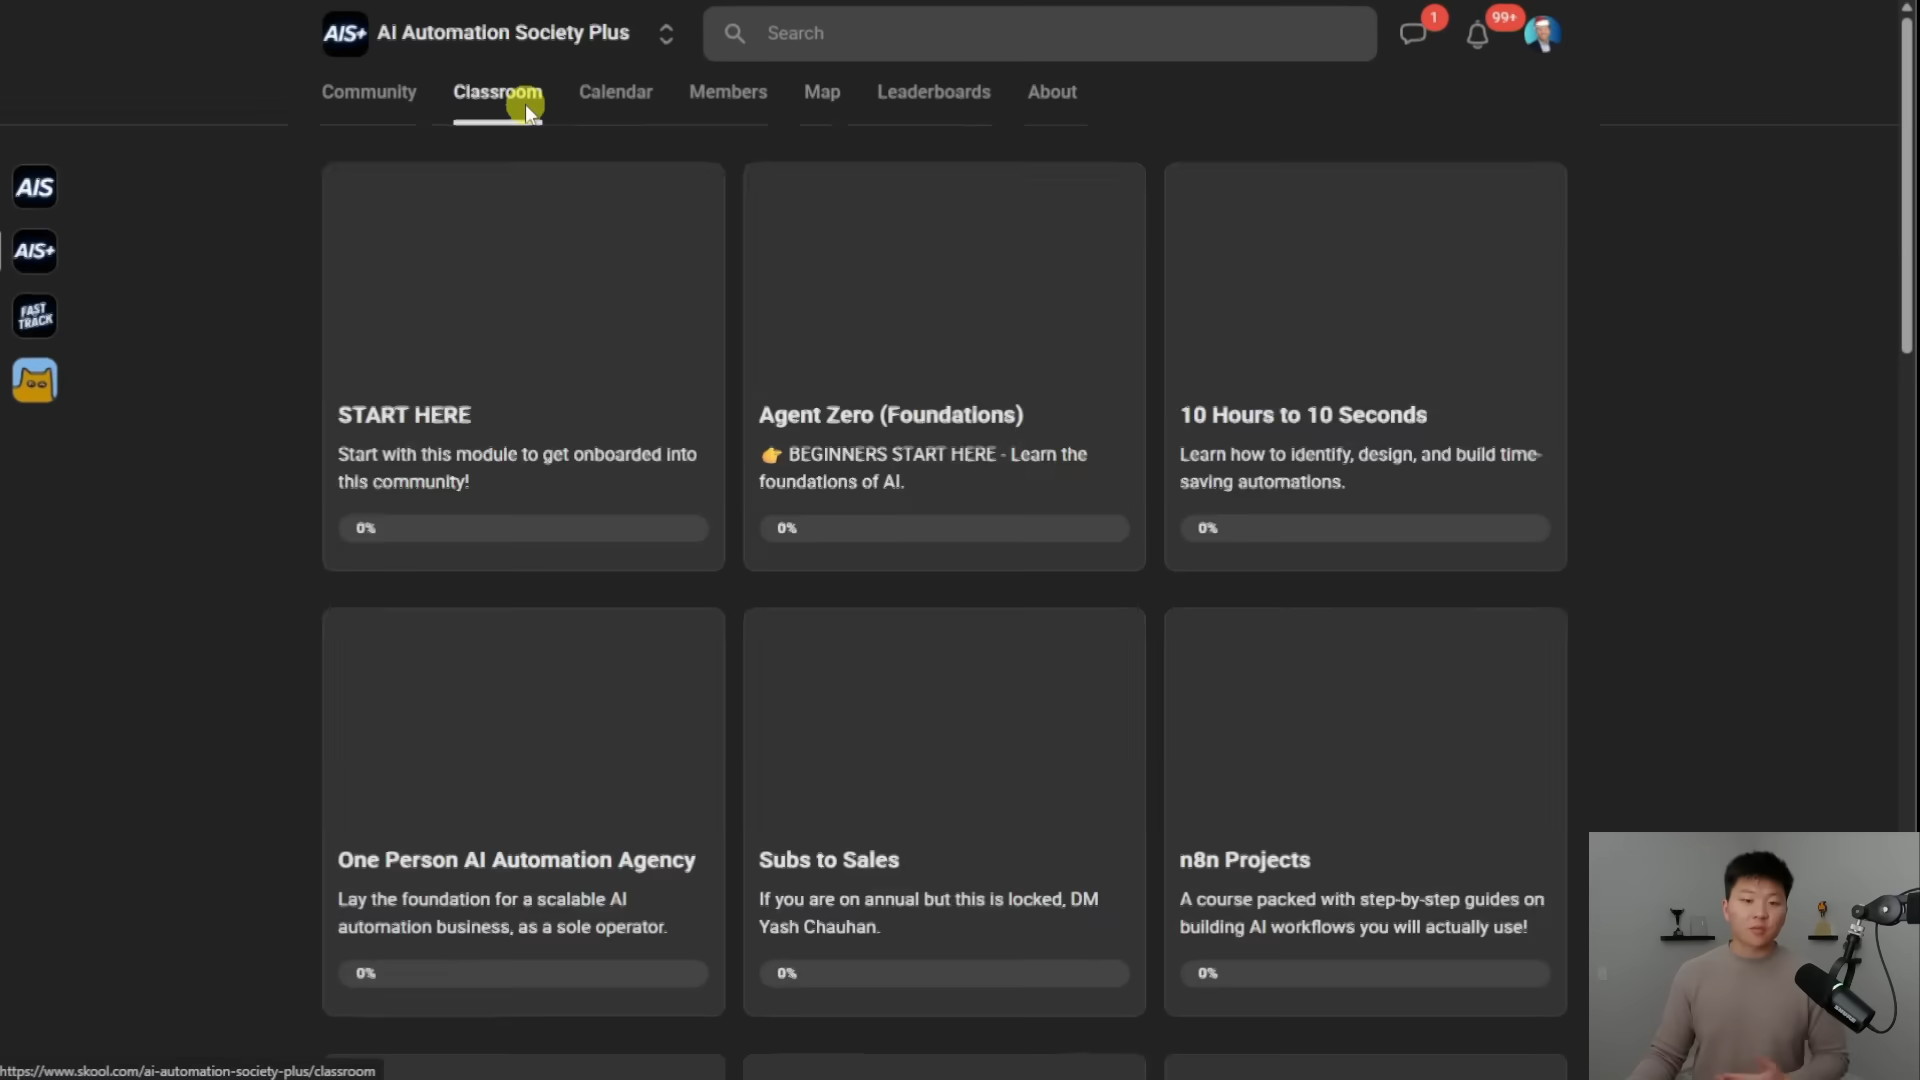 AIS+ AI Automation Society Plus
Search
1
99+
Community Classroom Calendar Members Map Leaderboards About
AIS
AIS+
FAST
TRACK
START HERE
Start with this module to get onboarded into
this community!
0%
Agent Zero (Foundations)
👉 BEGINNERS START HERE - Learn the
foundations of AI.
0%
10 Hours to 10 Seconds
Learn how to identify, design, and build time-
saving automations.
0%
One Person AI Automation Agency
Lay the foundation for a scalable AI
automation business, as a sole operator.
0%
Subs to Sales
If you are on annual but this is locked, DM
Yash Chauhan.
0%
n8n Projects
A course packed with step-by-step guides on
building AI workflows you will actually use!
0%
https://www.skool.com/ai-automation-society-plus/classroom